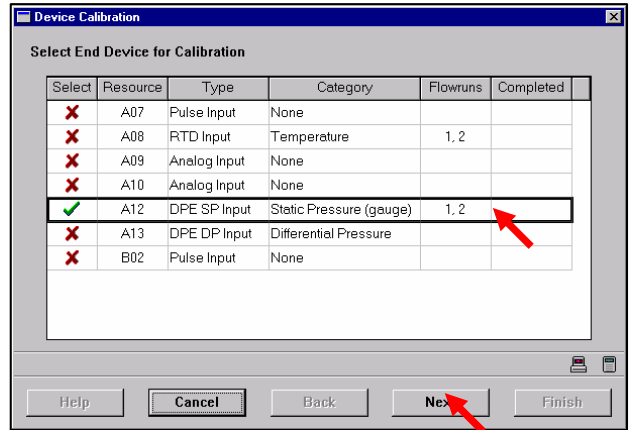 Device Calibration
Select End Device for Calibration
Select Resource Type Category Flowruns Completed
A07 Pulse Input None
A08 RTD Input Temperature 1, 2
A09 Analog Input None
A10 Analog Input None
A12 DPE SP Input Static Pressure (gauge) 1, 2
A13 DPE DP Input Differential Pressure
B02 Pulse Input None
Help Cancel Back Next Finish